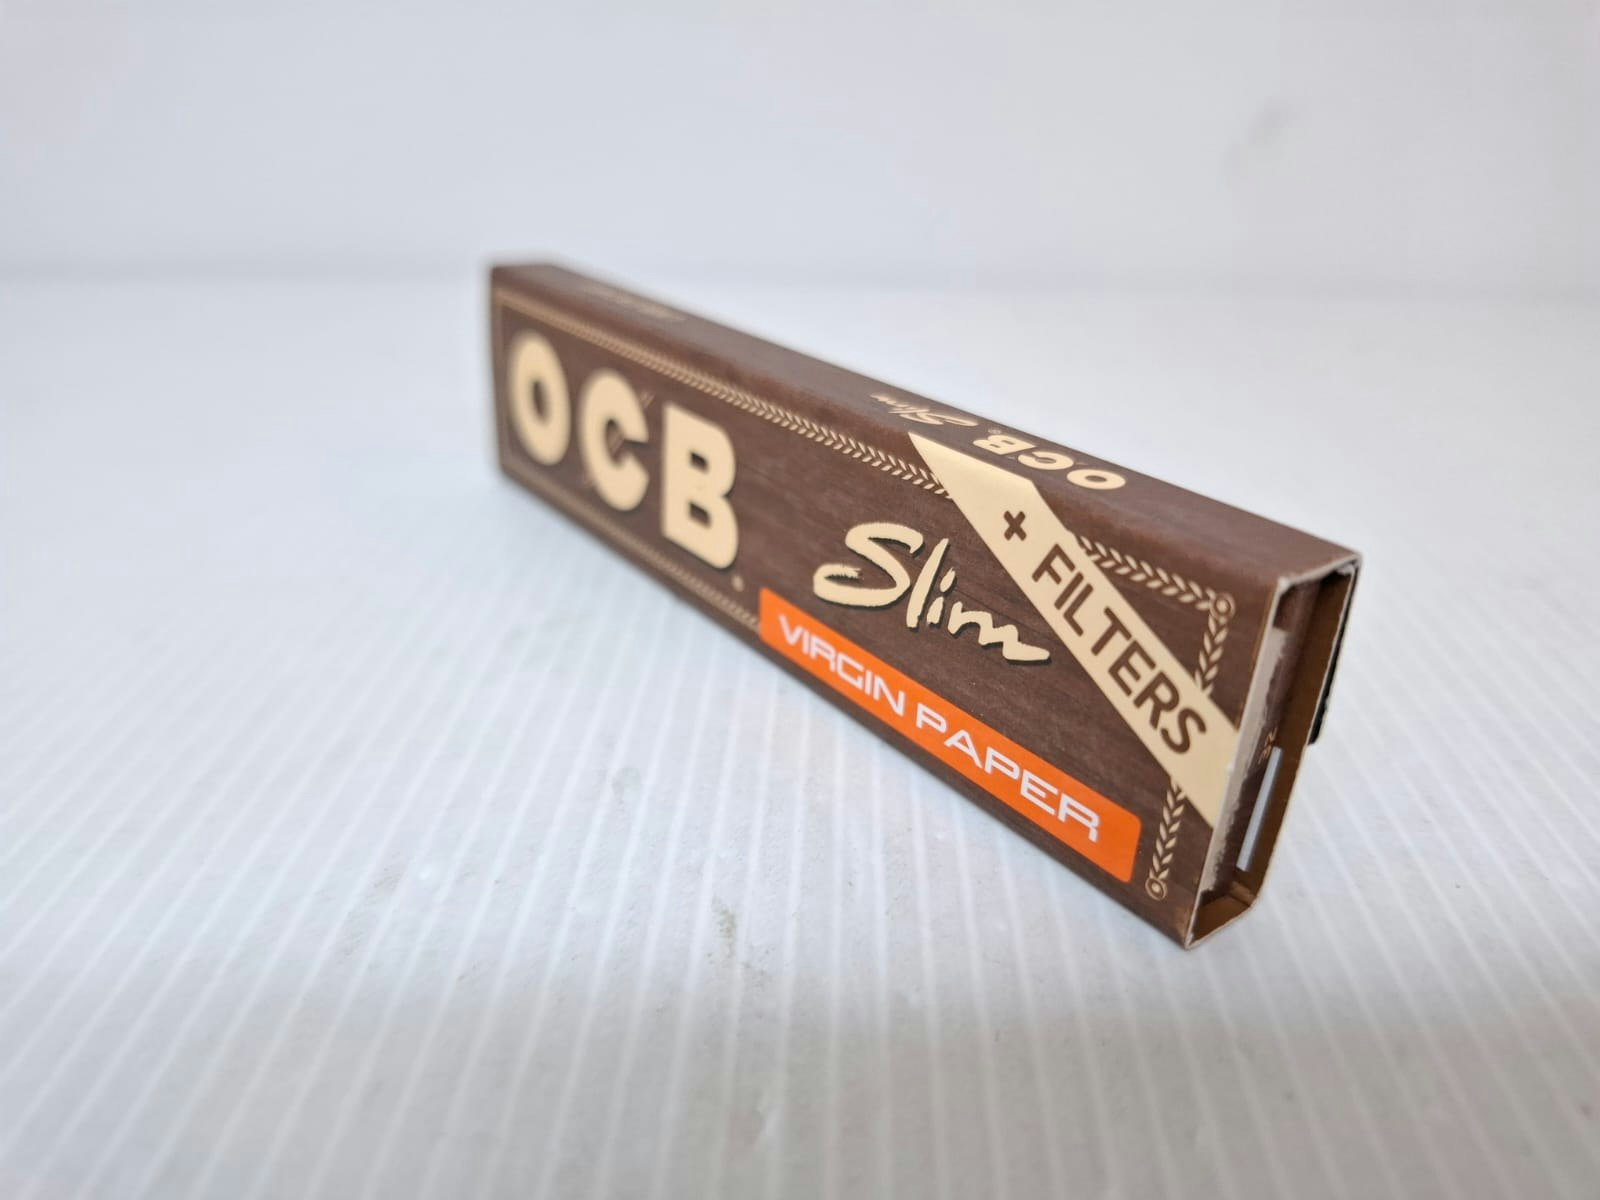 OCB
Slim
+ FILTERS
VIRGIN PAPER
OCB Slim